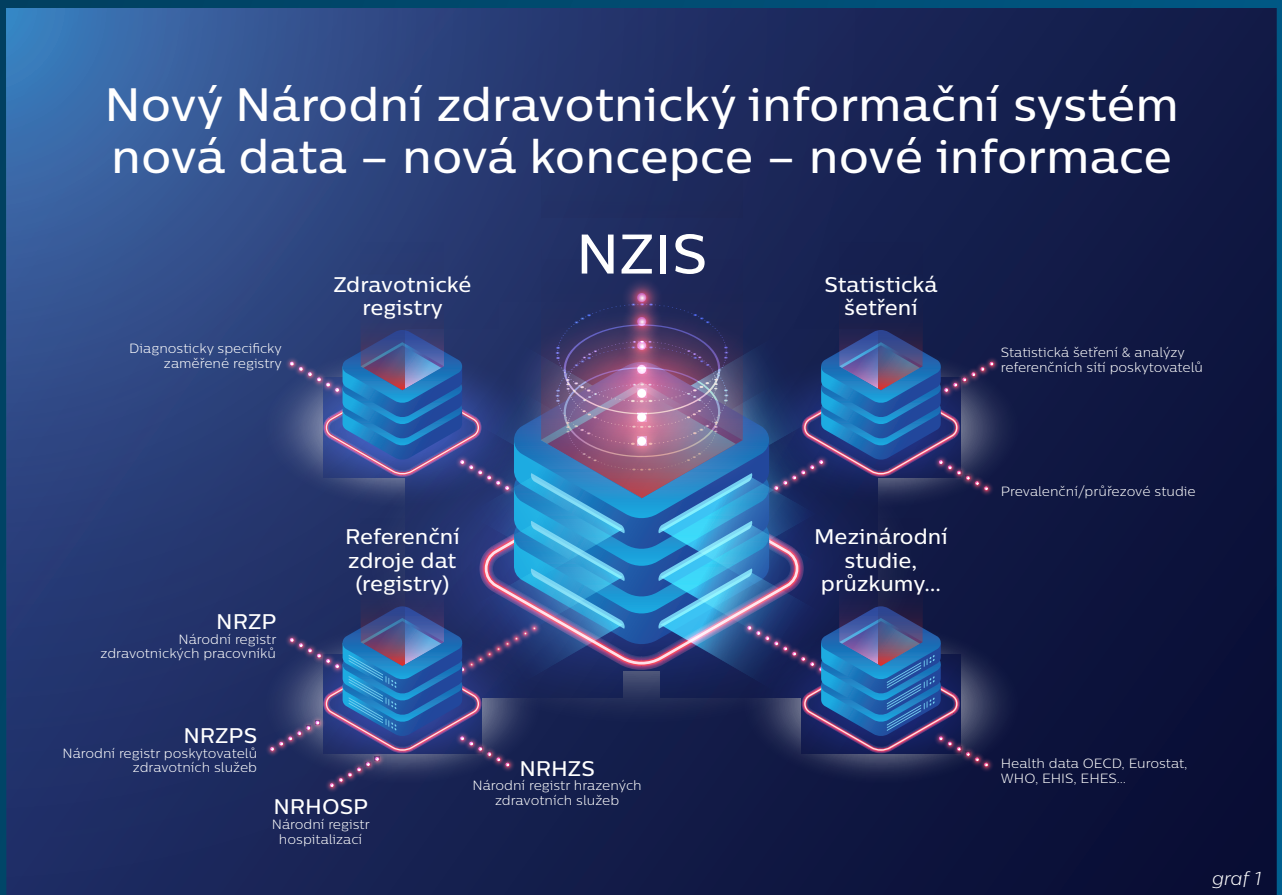 Nový Národní zdravotnický informační systém
nová data – nová koncepce – nové informace
NZIS
Zdravotnické
registry
Diagnosticky specificky
zaměřené registry
Statistická
šetření
Statistická šetření & analýzy
referenčních sítí poskytovatelů
Prevalenční/průřezové studie
Referenční
zdroje dat
(registry)
NRZP
Národní registr
zdravotnických pracovníků
NRZPS
Národní registr poskytovatelů
zdravotních služeb
NRHOSP
Národní registr
hospitalizací
NRHZS
Národní registr hrazených
zdravotních služeb
Mezinárodní
studie,
průzkumy...
Health data OECD, Eurostat,
WHO, EHIS, EHES...
graf 1